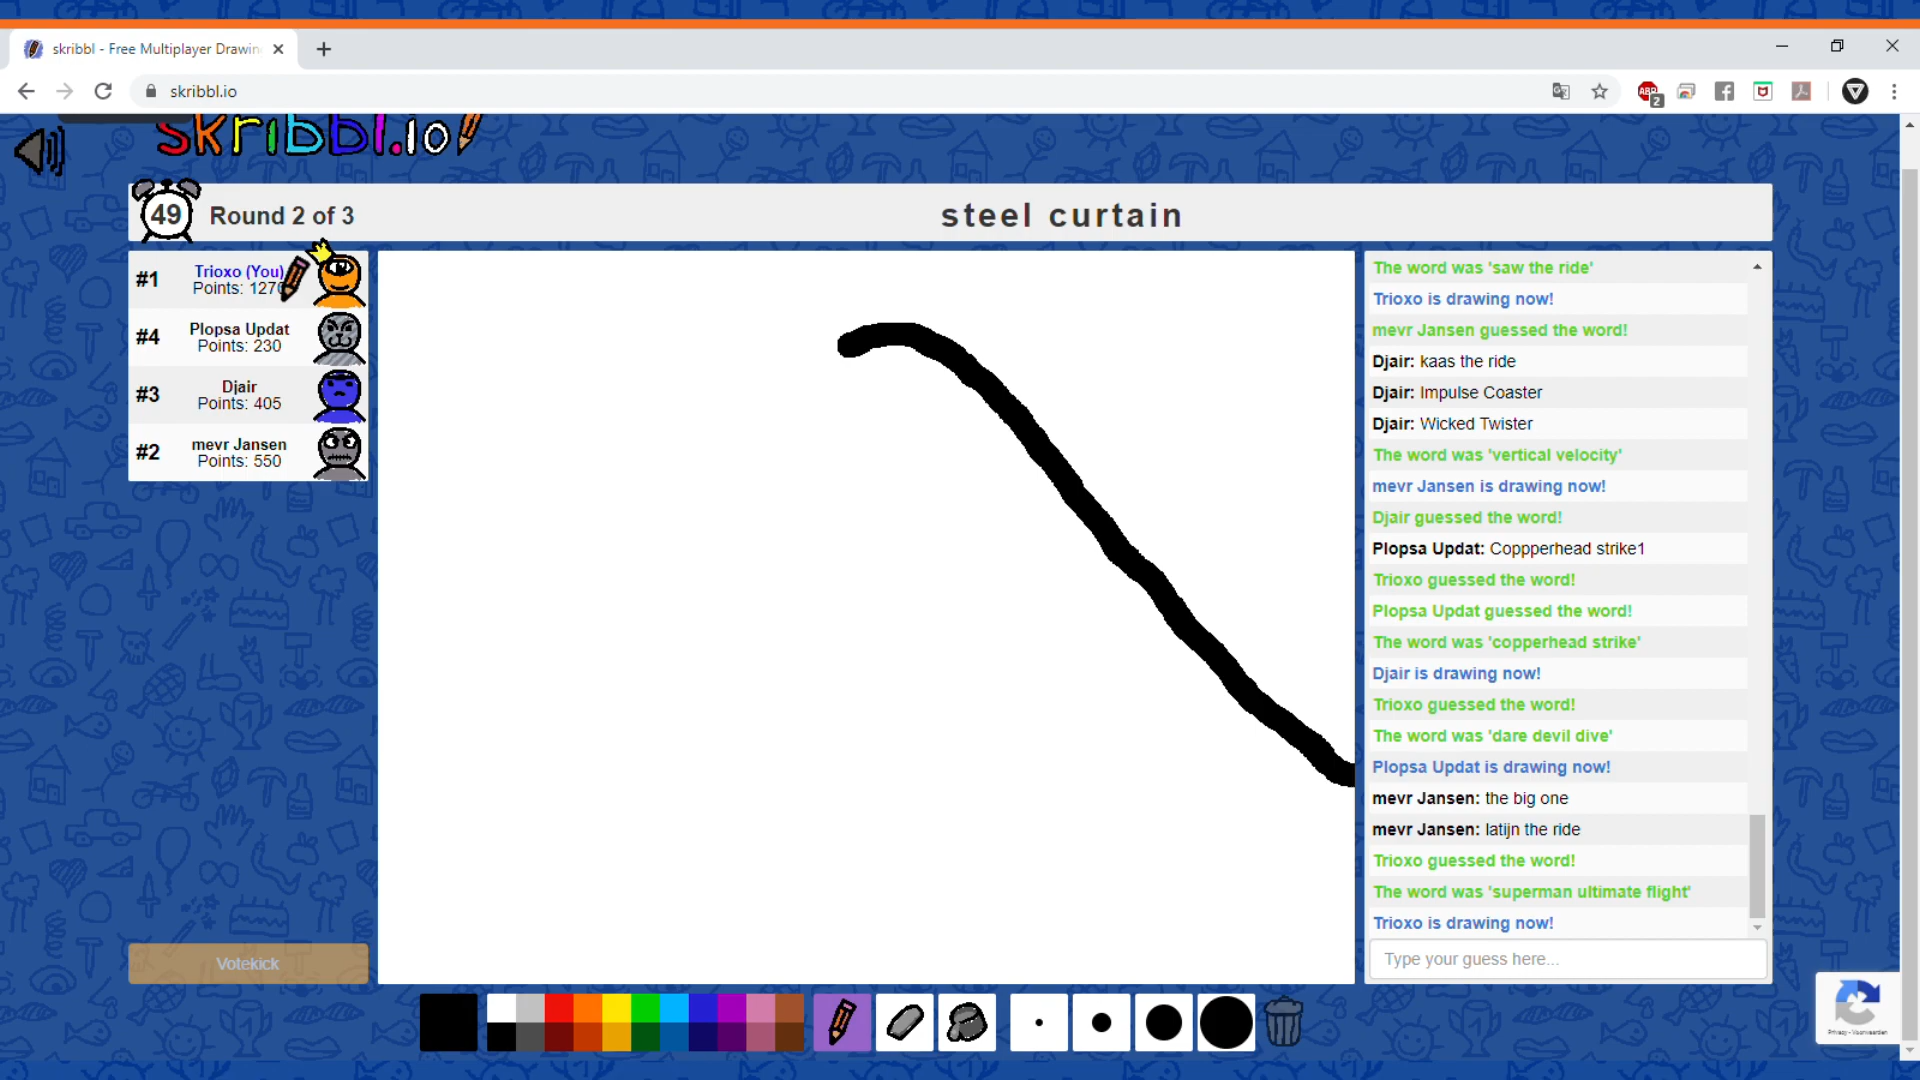 skribbl - Free Multiplayer Drawin
skribbl.io
ABP
2
skribbl.io
49
Round 2 of 3
steel curtain
#1
Trioxo (You)
Points: 1270
#4
Plopsa Updat
Points: 230
#3
Djair
Points: 405
#2
mevr Jansen
Points: 550
Votekick
The word was 'saw the ride'
Trioxo is drawing now!
mevr Jansen guessed the word!
Djair: kaas the ride
Djair: Impulse Coaster
Djair: Wicked Twister
The word was 'vertical velocity'
mevr Jansen is drawing now!
Djair guessed the word!
Plopsa Updat: Coppperhead strike1
Trioxo guessed the word!
Plopsa Updat guessed the word!
The word was 'copperhead strike'
Djair is drawing now!
Trioxo guessed the word!
The word was 'dare devil dive'
Plopsa Updat is drawing now!
mevr Jansen: the big one
mevr Jansen: latijn the ride
Trioxo guessed the word!
The word was 'superman ultimate flight'
Trioxo is drawing now!
Type your guess here...
Privacy - Voorwaarden